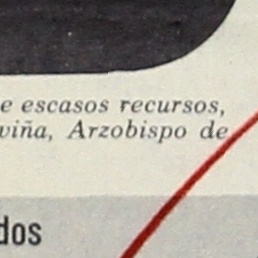 e escasos recursos,
viña, Arzobispo de
dos